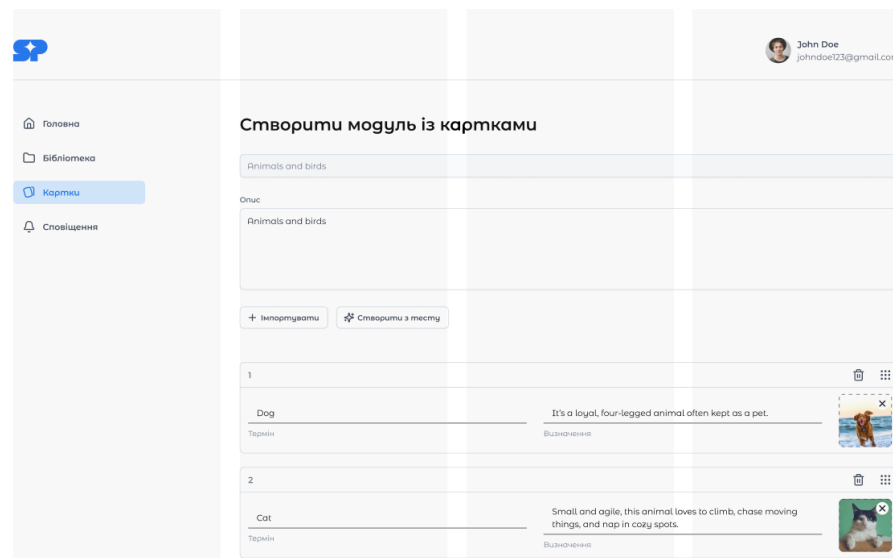 SP
John Doe
johndoe123@gmail.com
Головна
Бібліотека
Картки
Сповіщення
Створити модуль із картками
Animals and birds
Опис
Animals and birds
+ Імпортувати
Створити з тесту
1
Dog
Термін
It's a loyal, four-legged animal often kept as a pet.
Визначення
2
Cat
Термін
Small and agile, this animal loves to climb, chase moving
things, and nap in cozy spots.
Визначення